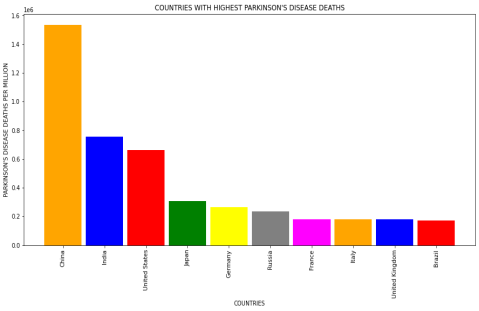 COUNTRIES WITH HIGHEST PARKINSON'S DISEASE DEATHS
1e6
1.6
1.4
1.2
1.0
0.8
0.6
0.4
0.2
0.0
PARKINSON'S DISEASE DEATHS PER MILLION
China
India
United States
Japan
Germany
Russia
France
Italy
United Kingdom
Brazil
COUNTRIES